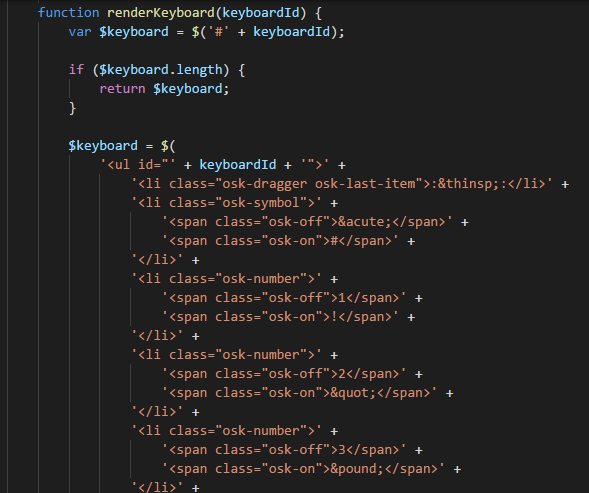 function renderKeyboard(keyboardId) {
var $keyboard = $('#' + keyboardId);
if ($keyboard.length) {
return $keyboard;
}
$keyboard = $(
'<ul id="' + keyboardId + '">' +
'<li class="osk-dragger osk-last-item">:&thinsp;:</li>' +
'<li class="osk-symbol">' +
'<span class="osk-off">&acute;</span>' +
'<span class="osk-on">#</span>' +
'</li>' +
'<li class="osk-number">' +
'<span class="osk-off">1</span>' +
'<span class="osk-on">!</span>' +
'</li>' +
'<li class="osk-number">' +
'<span class="osk-off">2</span>' +
'<span class="osk-on">&quot;</span>' +
'</li>' +
'<li class="osk-number">' +
'<span class="osk-off">3</span>' +
'<span class="osk-on">&pound;</span>' +
'</li>' +